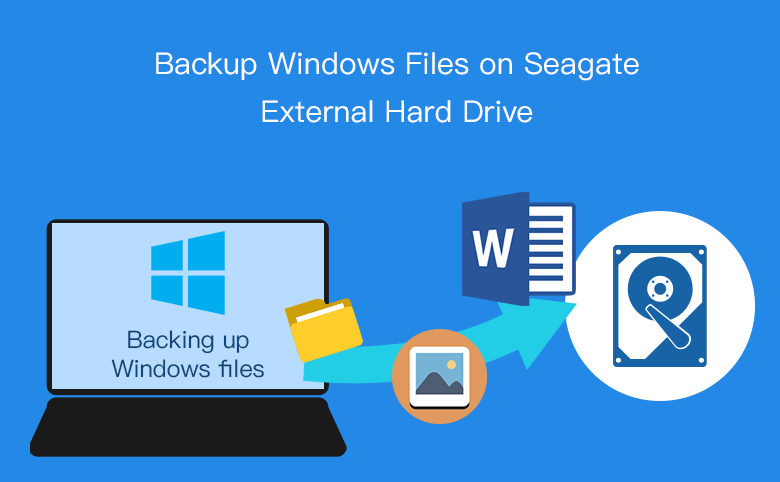 Backup Windows Files on Seagate
External Hard Drive
W
Backing up
Windows files